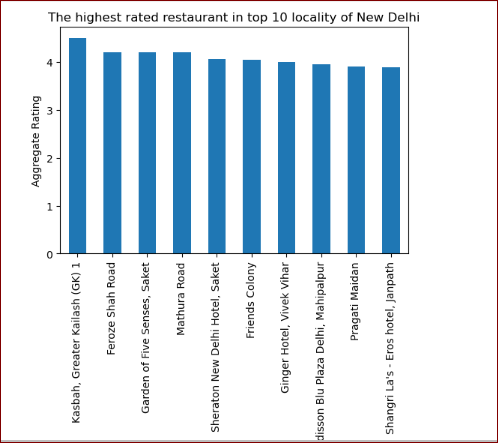 The highest rated restaurant in top 10 locality of New Delhi
Aggregate Rating
4
3
2
1
0
Kasbah, Greater Kailash (GK) 1
Feroze Shah Road
Garden of Five Senses, Saket
Mathura Road
Sheraton New Delhi Hotel, Saket
Friends Colony
Ginger Hotel, Vivek Vihar
disson Blu Plaza Delhi, Mahipalpur
Pragati Maidan
Shangri La's - Eros hotel, Janpath